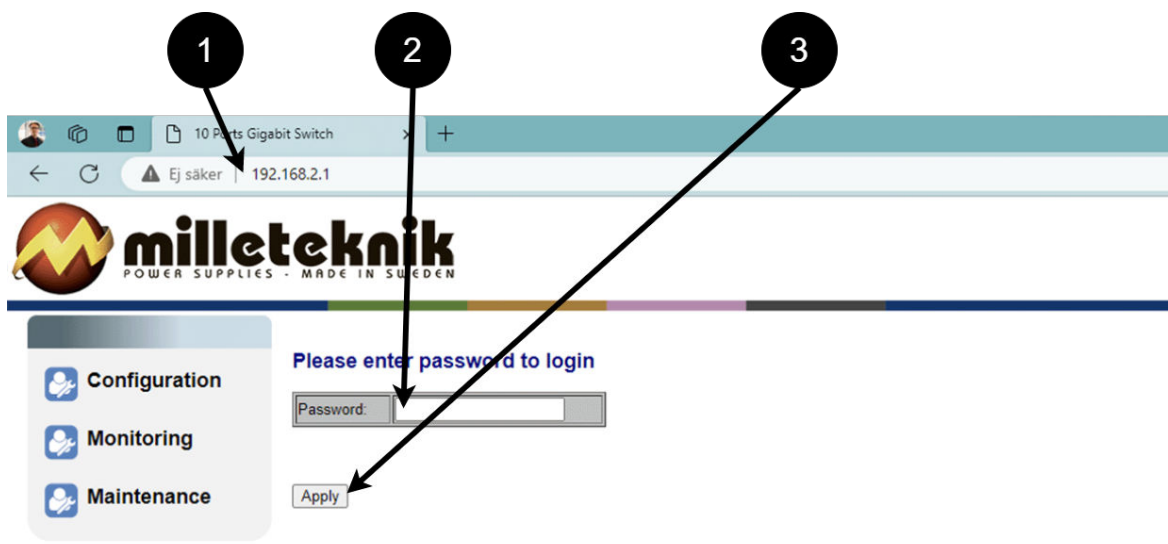 1 2 3
10 Ports Gigabit Switch
Ej säker 192.168.2.1
milleteknik
POWER SUPPLIES - MADE IN SWEDEN
Please enter password to login
Configuration
Password:
Monitoring
Maintenance
Apply